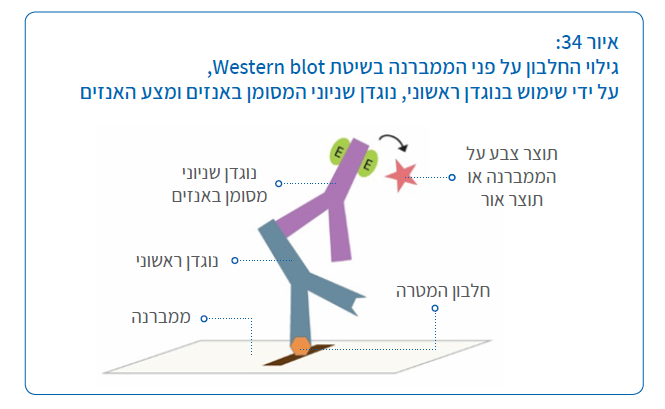 איור 34:
גילוי החלבון על פני הממברנה בשיטת Western blot,
על ידי שימוש בנוגדן ראשוני, נוגדן שניוני המסומן באנזים ומצע האנזים
תוצר צבע על
הממברנה או
תוצר אור
E
E
נוגדן שניוני
מסומן באנזים
נוגדן ראשוני
חלבון המטרה
ממברנה